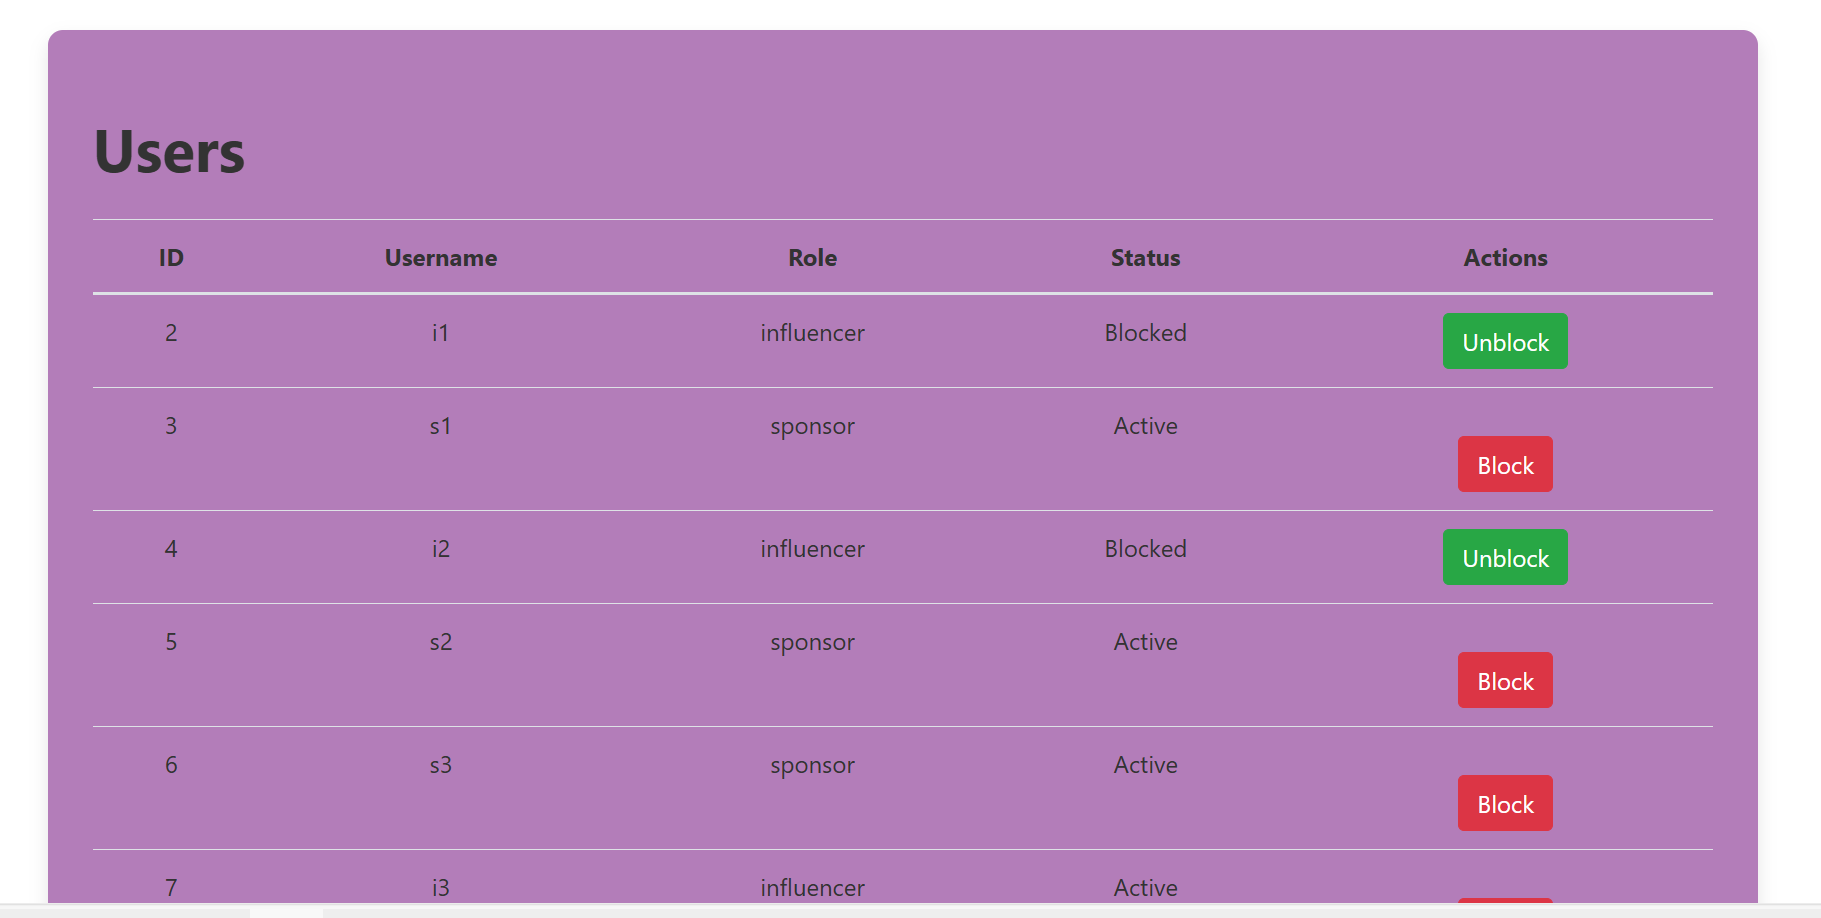 Users
ID Username Role Status Actions
2 i1 influencer Blocked Unblock
3 s1 sponsor Active Block
4 i2 influencer Blocked Unblock
5 s2 sponsor Active Block
6 s3 sponsor Active Block
7 i3 influencer Active